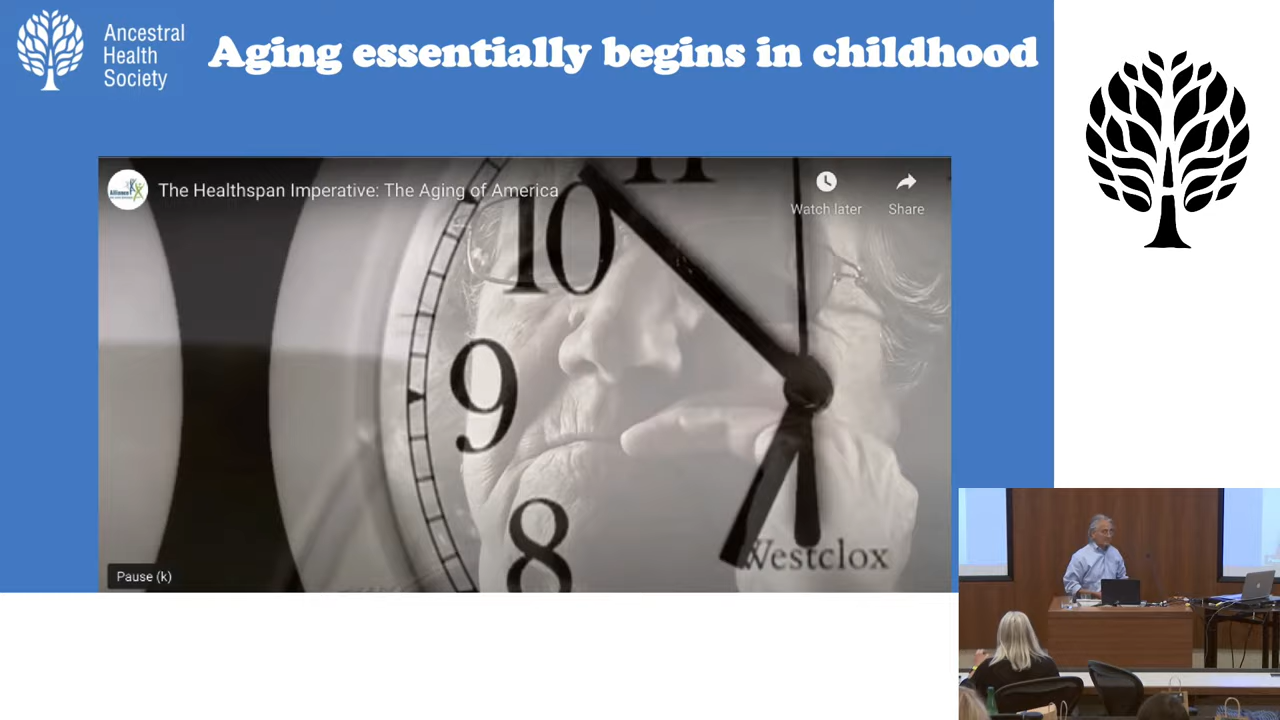 Ancestral
Health
Society
Aging essentially begins in childhood
The Healthspan Imperative: The Aging of America
Watch later
Share
11
10
9
8
Westclox
Pause (k)